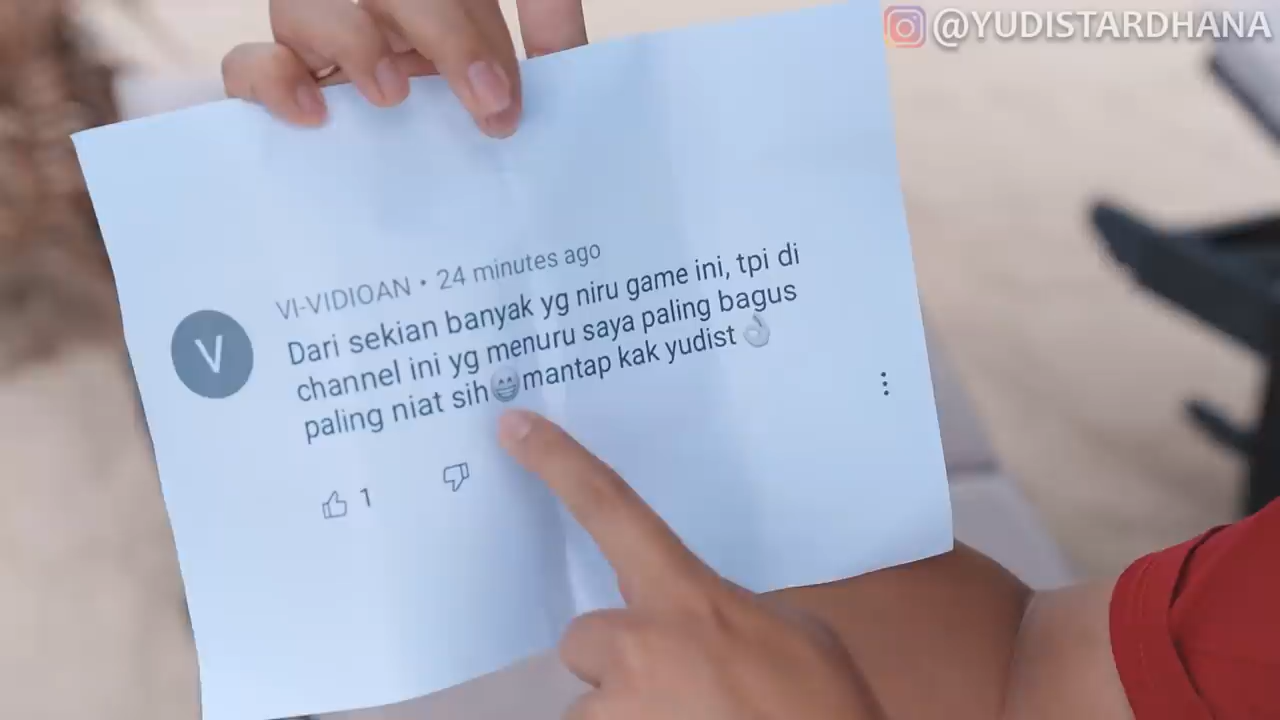 @YUDISTARDHANA
VI-VIDIOAN • 24 minutes ago
V
Dari sekian banyak yg niru game ini, tpi di
channel ini yg menuru saya paling bagus
paling niat sih😁mantap kak yudist👌
1